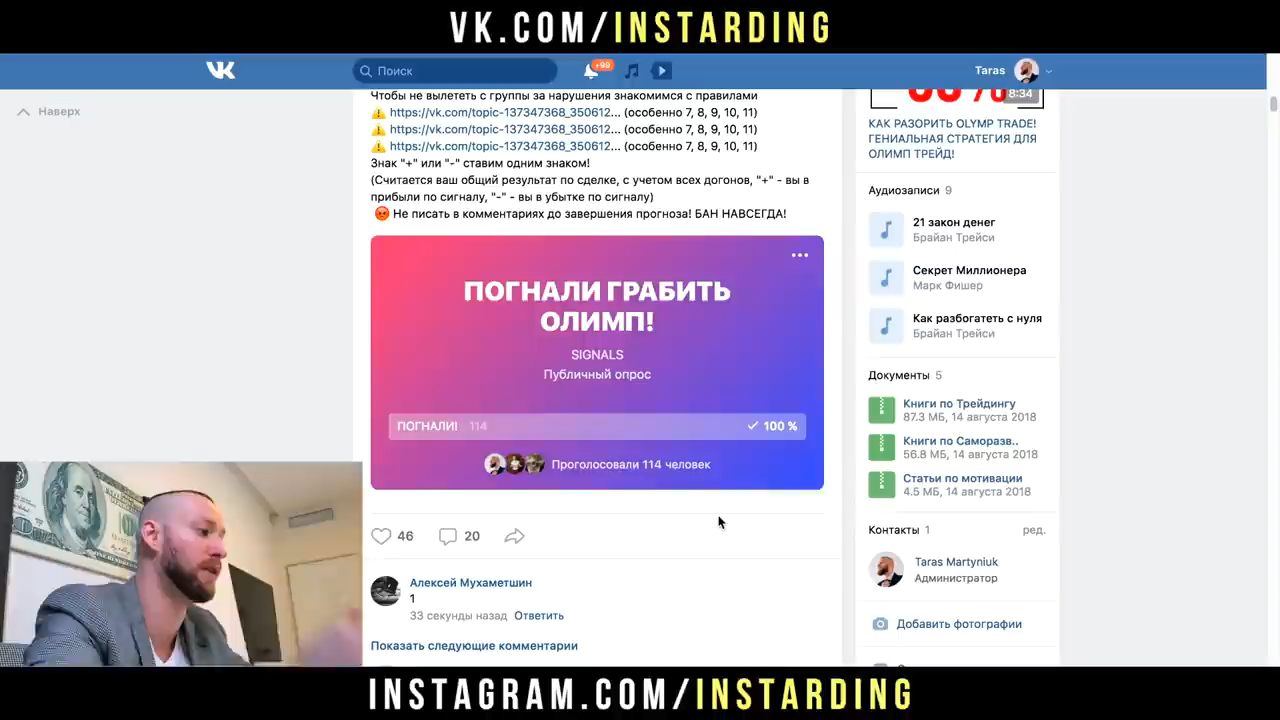 VK.COM/INSTARDING
Поиск
+99
Taras
Наверх
Чтобы не вылететь с группы за нарушения знакомимся с правилами
⚠️ https://vk.com/topic-137347368_350612... (особенно 7, 8, 9, 10, 11)
⚠️ https://vk.com/topic-137347368_350612... (особенно 7, 8, 9, 10, 11)
⚠️ https://vk.com/topic-137347368_350612... (особенно 7, 8, 9, 10, 11)
Знак "+" или "-" ставим одним знаком!
(Считается ваш общий результат по сделке, с учетом всех догонов, "+" - вы в
прибыли по сигналу, "-" - вы в убытке по сигналу)
😡 Не писать в комментариях до завершения прогноза! БАН НАВСЕГДА!
ПОГНАЛИ ГРАБИТЬ
ОЛИМП!
SIGNALS
Публичный опрос
ПОГНАЛИ! 114
100 %
Проголосовали 114 человек
46
20
Алексей Мухаметшин
1
33 секунды назад Ответить
Показать следующие комментарии
8:34
КАК РАЗОРИТЬ OLYMP TRADE!
ГЕНИАЛЬНАЯ СТРАТЕГИЯ ДЛЯ
ОЛИМП ТРЕЙД!
Аудиозаписи 9
21 закон денег
Брайан Трейси
Секрет Миллионера
Марк Фишер
Как разбогатеть с нуля
Брайан Трейси
Документы 5
Книги по Трейдингу
87.3 МБ, 14 августа 2018
Книги по Саморазв..
56.8 МБ, 14 августа 2018
Статьи по мотивации
4.5 МБ, 14 августа 2018
Контакты 1
ред.
Taras Martyniuk
Администратор
Добавить фотографии
INSTAGRAM.COM/INSTARDING